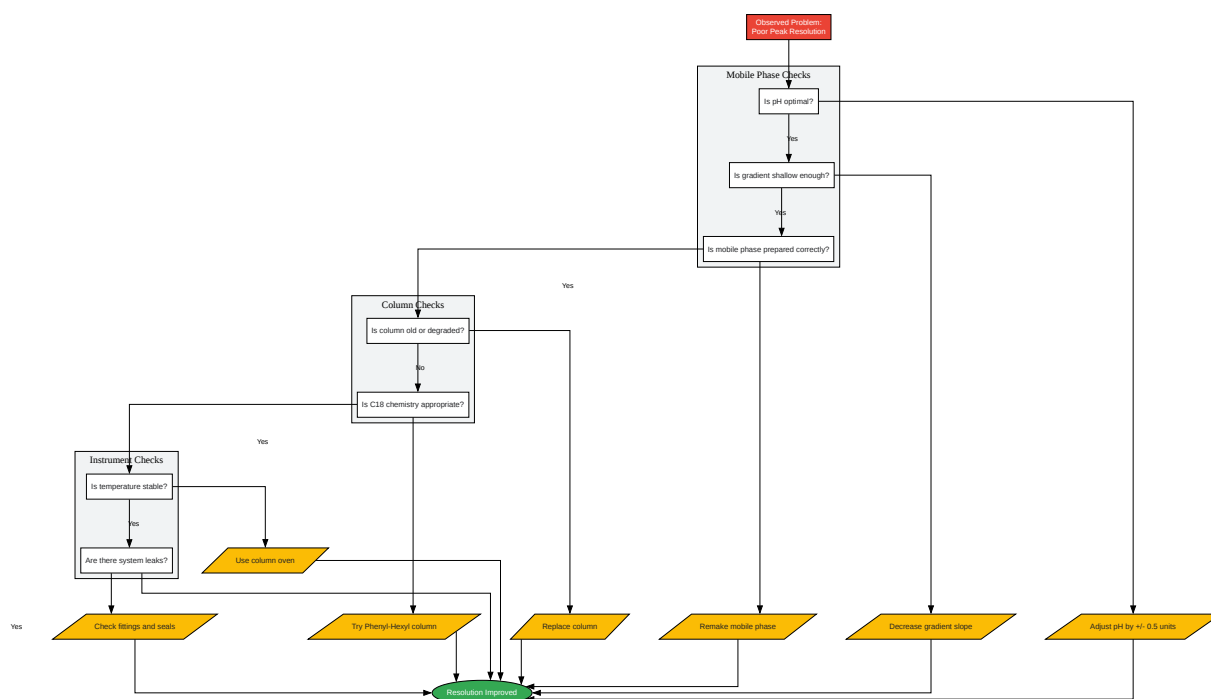 Observed Problem:
Poor Peak Resolution
Mobile Phase Checks
Is pH optimal?
Yes
Is gradient shallow enough?
Yes
Is mobile phase prepared correctly?
Yes
Column Checks
Is column old or degraded?
No
Is C18 chemistry appropriate?
Yes
Instrument Checks
Is temperature stable?
Yes
Are there system leaks?
Use column oven
Yes
Check fittings and seals
Try Phenyl-Hexyl column
Replace column
Remake mobile phase
Decrease gradient slope
Adjust pH by +/- 0.5 units
Resolution Improved